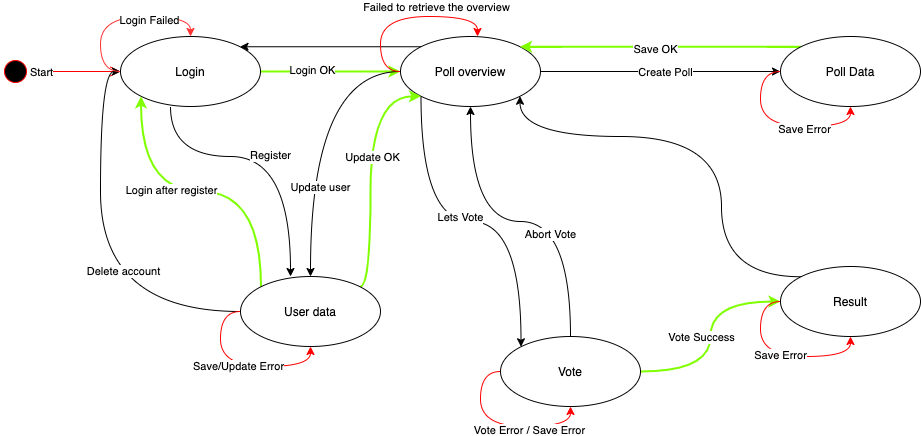 Failed to retrieve the overview
Login Failed
Save OK
Start
Login
Login OK
Poll overview
Create Poll
Poll Data
Save Error
Register
Update OK
Login after register
Update user
Lets Vote
Abort Vote
Delete account
User data
Result
Vote Success
Save Error
Save/Update Error
Vote
Vote Error / Save Error